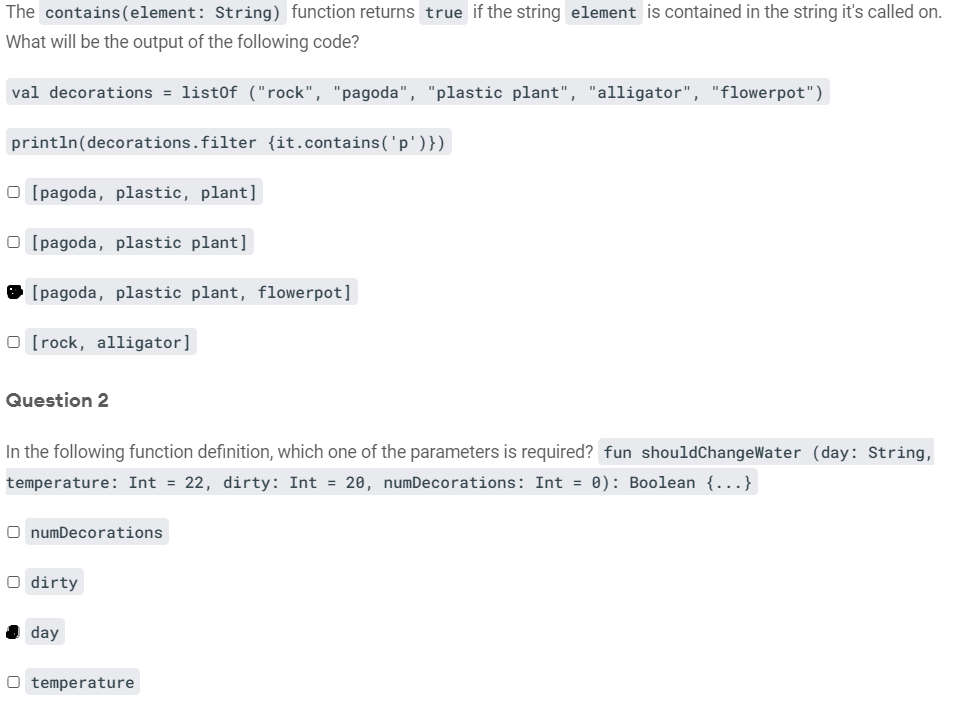 The contains(element: String) function returns true if the string element is contained in the string it's called on.
What will be the output of the following code?
val decorations = listOf ("rock", "pagoda", "plastic plant", "alligator", "flowerpot")
println(decorations.filter {it.contains('p')})
[pagoda, plastic, plant]
[pagoda, plastic plant]
[pagoda, plastic plant, flowerpot]
[rock, alligator]
Question 2
In the following function definition, which one of the parameters is required? fun shouldChangeWater (day: String,
temperature: Int = 22, dirty: Int = 20, numDecorations: Int = 0): Boolean {...}
numDecorations
dirty
day
temperature